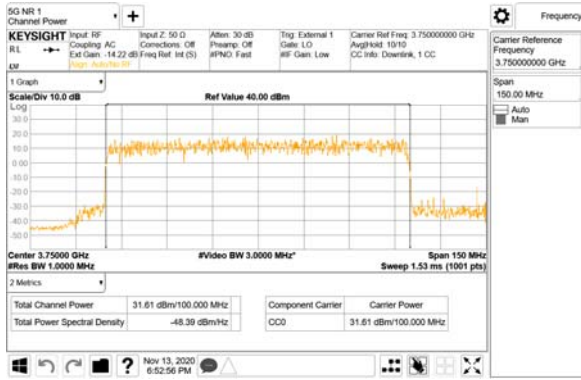 5G NR 1
Channel Power
Frequency
KEYSIGHT
Input: RF
Input Z: 50 Ω
Atten: 30 dB
Trig: External 1
Carrier Ref Freq: 3.750000000 GHz
RL
Coupling: AC
Corrections: Off
Preamp: Off
Gate: LO
Avg|Hold: 10/10
Ext Gain: -14.22 dB
Freq Ref: Int (S)
#PNO: Fast
#IF Gain: Low
CC Info: Downlink, 1 CC
LXI
Align: Auto/No RF
Carrier Reference
Frequency
3.750000000 GHz
Span
150.00 MHz
Auto
Man
1 Graph
Scale/Div 10.0 dB
Ref Value 40.00 dBm
Log
30.0
20.0
10.0
0.00
-10.0
-20.0
-30.0
-40.0
-50.0
Center 3.75000 GHz
#Video BW 3.0000 MHz*
Span 150 MHz
#Res BW 1.0000 MHz
Sweep 1.53 ms (1001 pts)
2 Metrics
Total Channel Power
31.61 dBm/100.000 MHz
Component Carrier
Carrier Power
Total Power Spectral Density
-48.39 dBm/Hz
CC0
31.61 dBm/100.000 MHz
?
Nov 13, 2020
6:52:56 PM